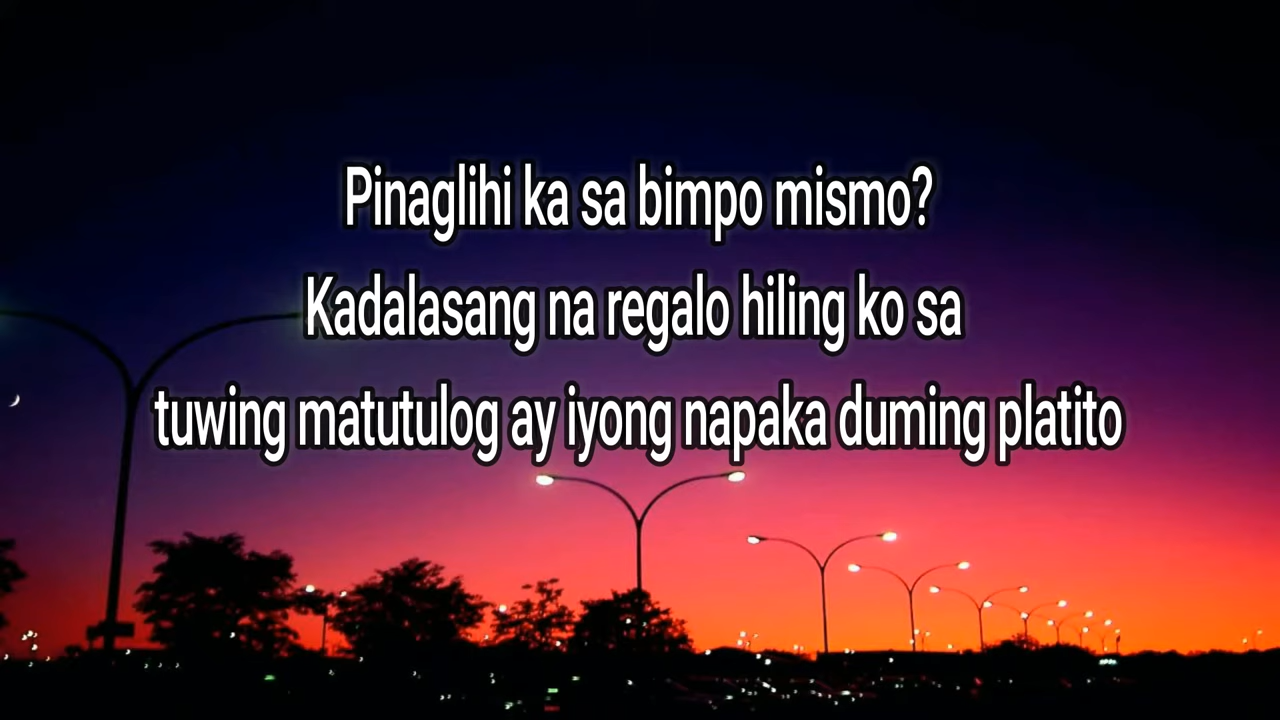 Pinaglihi ka sa bimpo mismo?
Kadalasang na regalo hiling ko sa
tuwing matutulog ay iyong napaka duming platito